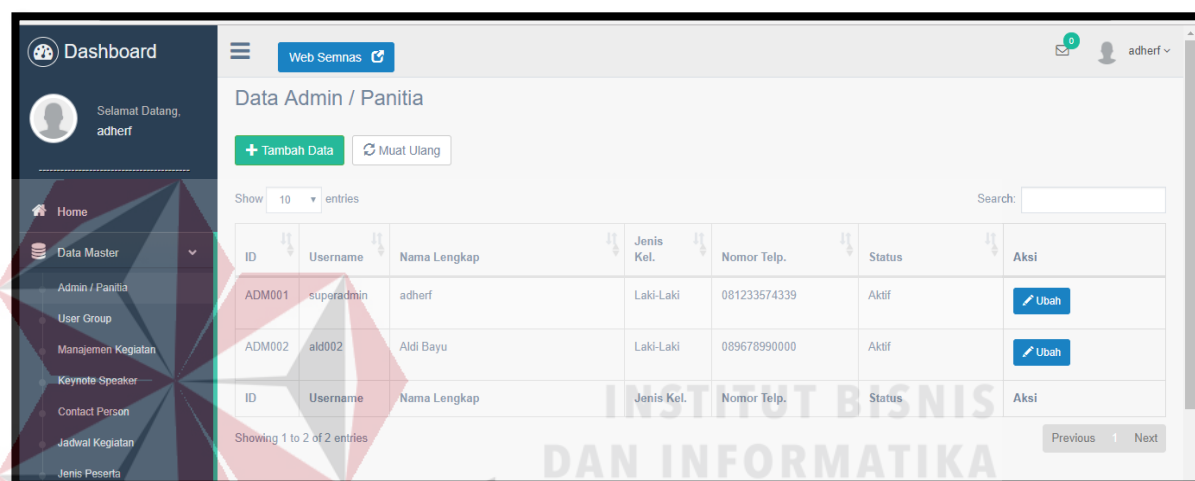 Dashboard
Web Semnas
0
adherf
Selamat Datang,
adherf
Data Admin / Panitia
Tambah Data
Muat Ulang
Show 10 entries
Search:
Home
Data Master
Admin / Panitia
User Group
Manajemen Kegiatan
Keynote Speaker
Contact Person
Jadwal Kegiatan
Jenis Peserta
ID Username Nama Lengkap Jenis Kel. Nomor Telp. Status Aksi
ADM001 superadmin adherf Laki-Laki 081233574339 Aktif Ubah
ADM002 ald002 Aldi Bayu Laki-Laki 089678990000 Aktif Ubah
ID Username Nama Lengkap Jenis Kel. Nomor Telp. Status Aksi
Showing 1 to 2 of 2 entries
Previous 1 Next
INSTITUT BISNIS
DAN INFORMATIKA